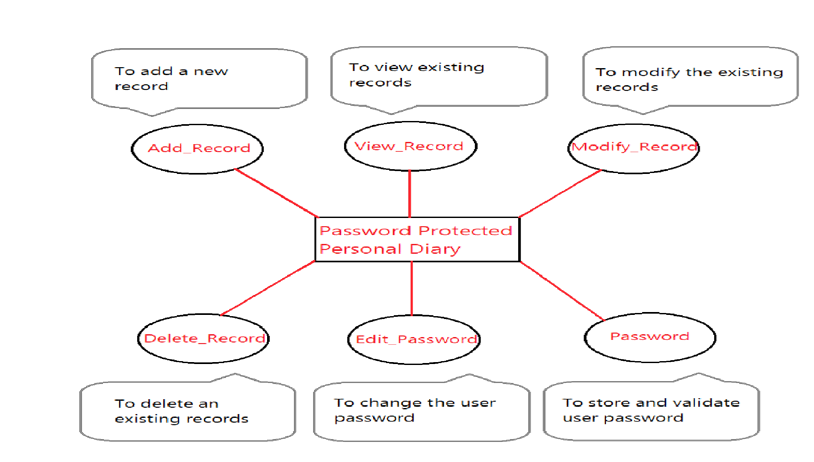 To add a new
record
To view existing
records
To modify the existing
records
Add_Record
View_Record
Modify_Record
Password Protected
Personal Diary
Delete_Record
Edit_Password
Password
To delete an
existing records
To change the user
password
To store and validate
user password